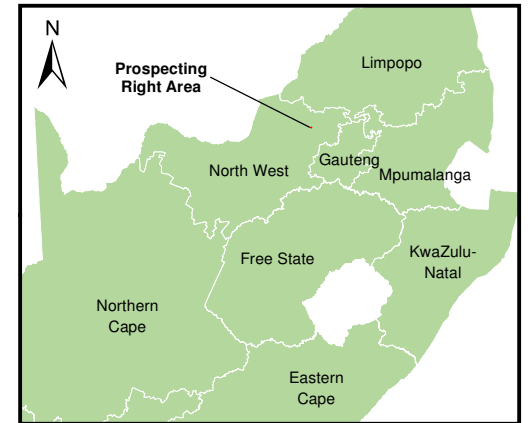 N
Limpopo
Prospecting
Right Area
Gauteng
North West
Mpumalanga
Free State
KwaZulu-
Natal
Northern
Cape
Eastern
Cape